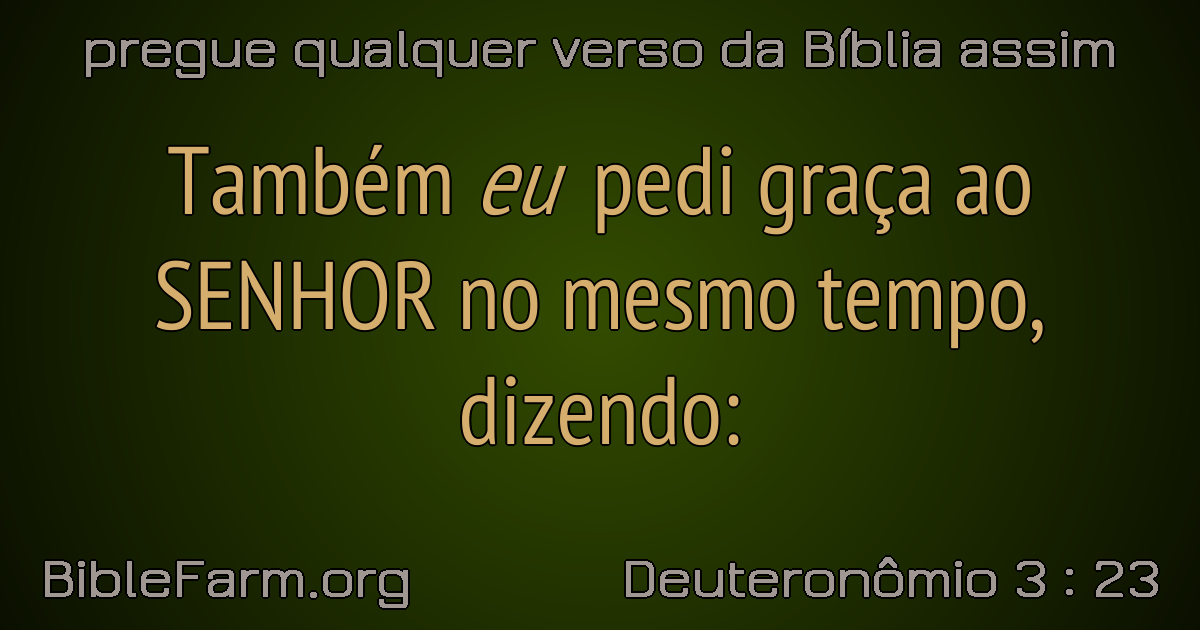 pregue qualquer verso da Bíblia assim
Também eu pedi graça ao
SENHOR no mesmo tempo,
dizendo:
BibleFarm.org
Deuteronômio 3 : 23